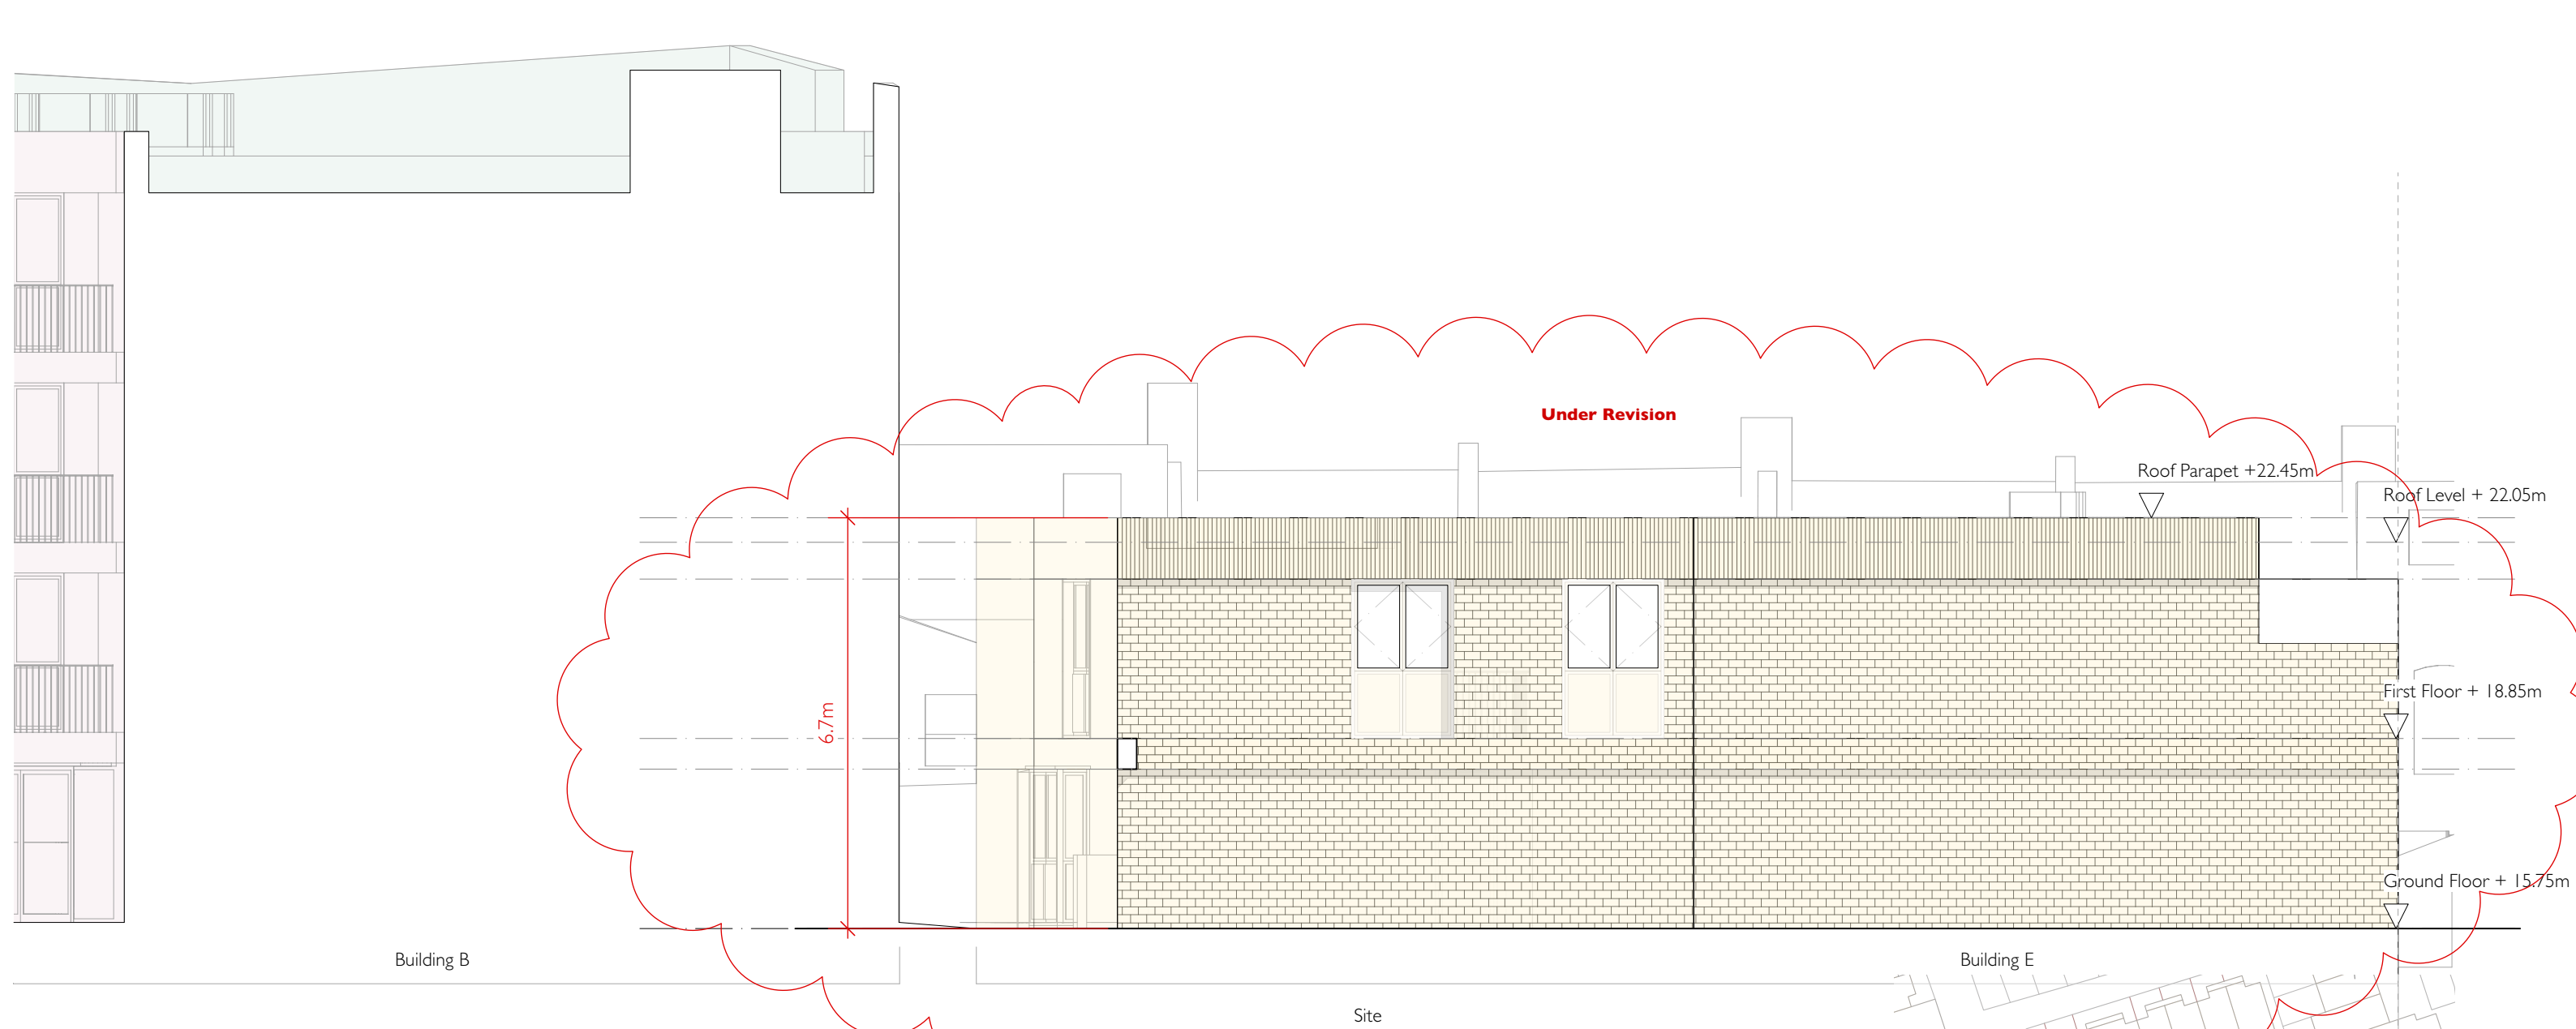 Under Revision
Roof Parapet +22.45m
Roof Level + 22.05m
6.7m
First Floor + 18.85m
Ground Floor + 15.75m
Building B
Building E
Site